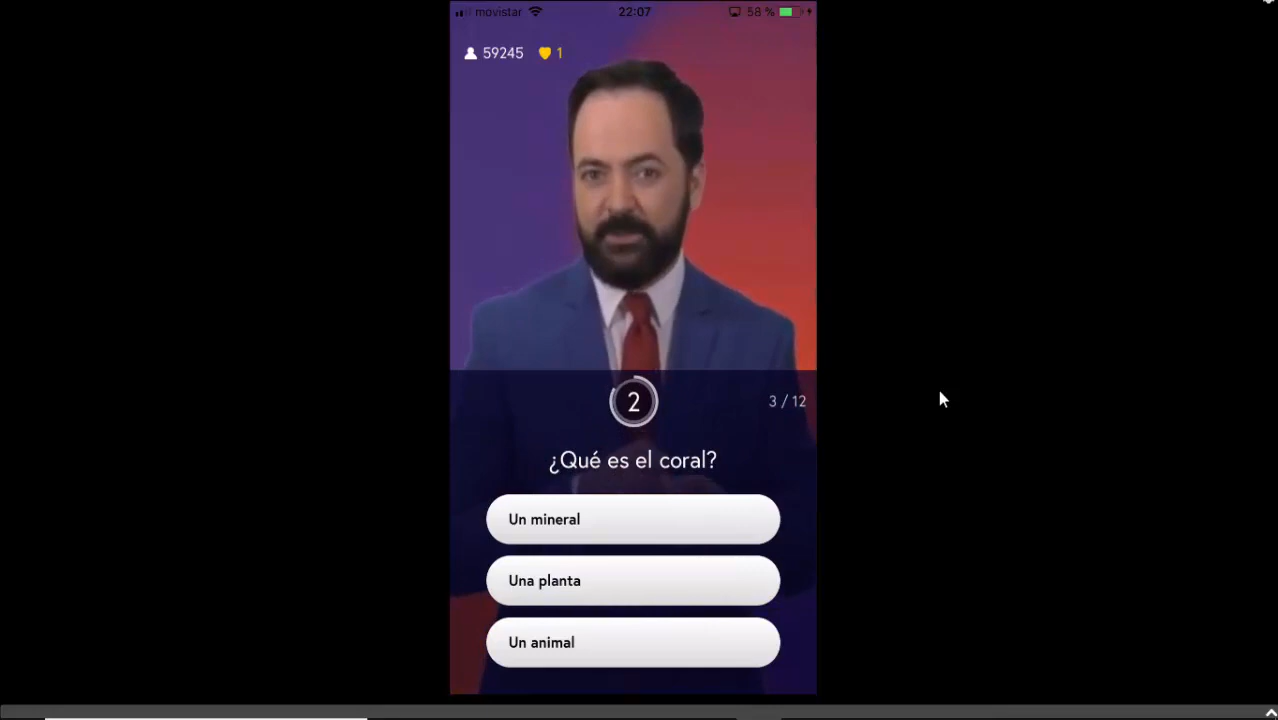 movistar 22:07 58 %
59245 1
2 3 / 12
¿Qué es el coral?
Un mineral
Una planta
Un animal